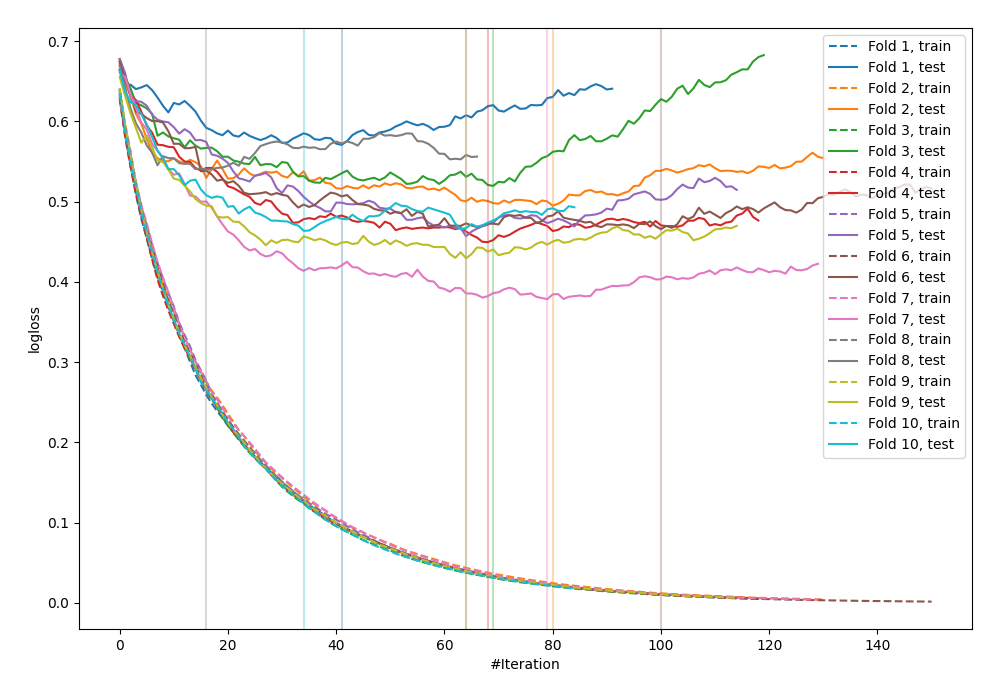 0.7
0.6
0.5
0.4
0.3
0.2
0.1
0.0
logloss
0 20 40 60 80 100 120 140
#Iteration
Fold 1, train
Fold 1, test
Fold 2, train
Fold 2, test
Fold 3, train
Fold 3, test
Fold 4, train
Fold 4, test
Fold 5, train
Fold 5, test
Fold 6, train
Fold 6, test
Fold 7, train
Fold 7, test
Fold 8, train
Fold 8, test
Fold 9, train
Fold 9, test
Fold 10, train
Fold 10, test